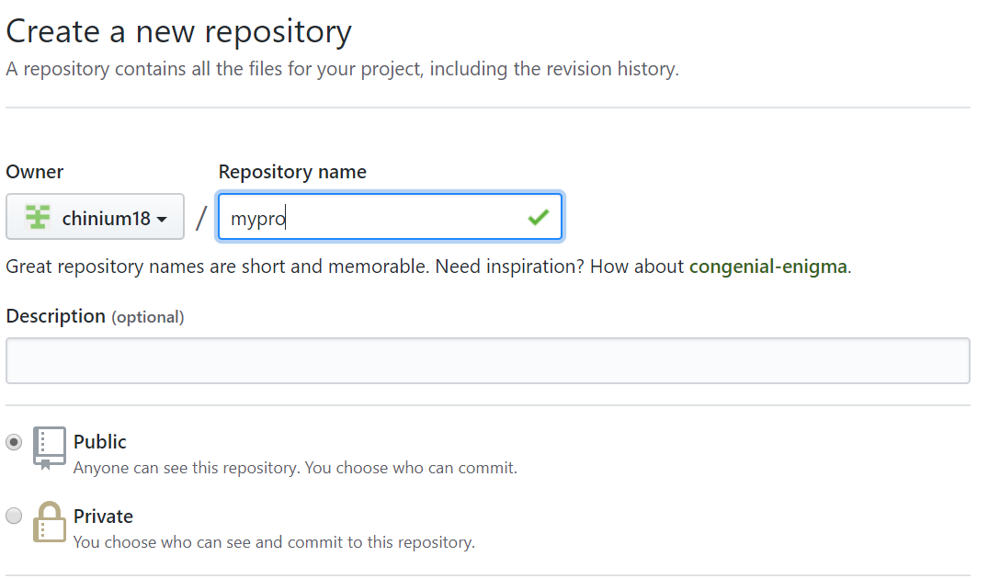 Create a new repository
A repository contains all the files for your project, including the revision history.
Owner
Repository name
chinium18 / mypro
Great repository names are short and memorable. Need inspiration? How about congenial-enigma.
Description (optional)
Public
Anyone can see this repository. You choose who can commit.
Private
You choose who can see and commit to this repository.